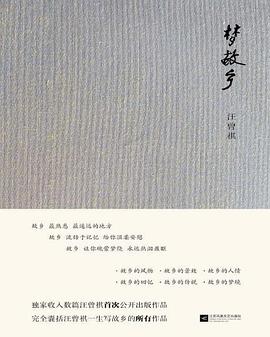 梦故乡
汪曾祺
故乡 最熟悉 最遥远的地方
故乡 流转于记忆 给你温柔安慰
故乡 让你魂萦梦绕 永远热泪盈眶
·故乡的风物 ·故乡的景致 ·故乡的人情
·故乡的回忆 ·故乡的传说 ·故乡的梦境
独家收入数篇汪曾祺首次公开出版作品
完全囊括汪曾祺一生写故乡的所有作品